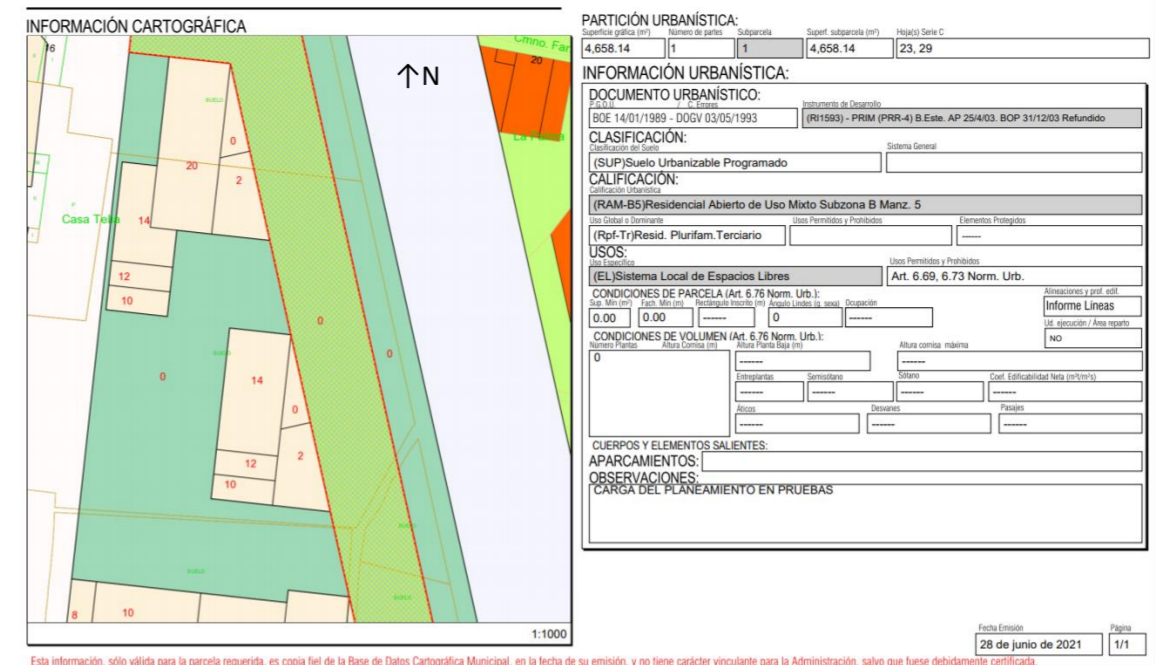 INFORMACIÓN CARTOGRÁFICA
16
Cmno. Far
20
↑N
SUELO
0
20
2
Casa Tella
14
12
10
0
0
0
SUELO
14
0
12
2
10
SUELO
SUELO
SUELO
8
10
1:1000
PARTICIÓN URBANÍSTICA:
Superficie gráfica (m²) Número de partes Subparcela Superf. subparcela (m²) Hoja(s) Serie C
4,658.14 1 1 4,658.14 23, 29
INFORMACIÓN URBANÍSTICA:
DOCUMENTO URBANÍSTICO:
P.G.O.U. / C. Errores Instrumento de Desarrollo
BOE 14/01/1989 - DOGV 03/05/1993 (RI1593) - PRIM (PRR-4) B.Este. AP 25/4/03. BOP 31/12/03 Refundido
CLASIFICACIÓN:
Clasificación del Suelo Sistema General
(SUP)Suelo Urbanizable Programado
CALIFICACIÓN:
Calificación Urbanística
(RAM-B5)Residencial Abierto de Uso Mixto Subzona B Manz. 5
Uso Global o Dominante Usos Permitidos y Prohibidos Elementos Protegidos
(Rpf-Tr)Resid. Plurifam.Terciario ------
USOS:
Uso Específico Usos Permitidos y Prohibidos
(EL)Sistema Local de Espacios Libres Art. 6.69, 6.73 Norm. Urb.
CONDICIONES DE PARCELA (Art. 6.76 Norm. Urb.): Alineaciones y prof. edif.
Sup. Min (m²) Fach. Min (m) Rectángulo Inscrito (m) Ángulo Lindes (g. sexa) Ocupación Informe Líneas
0.00 0.00 ------ 0 ------
Ud. ejecución / Área reparto
NO
CONDICIONES DE VOLUMEN (Art. 6.76 Norm. Urb.):
Número Plantas Altura Cornisa (m) Altura Planta Baja (m) Altura cornisa máxima
0 ------ ------
Entreplantas Semisótano Sótano Coef. Edificabilidad Neta (m²t/m²s)
------ ------ ------ ------
Áticos Desvanes Pasajes
------ ------ ------
CUERPOS Y ELEMENTOS SALIENTES:
APARCAMIENTOS:
OBSERVACIONES:
CARGA DEL PLANEAMIENTO EN PRUEBAS
Fecha Emisión Página
28 de junio de 2021 1/1
Esta información, sólo válida para la parcela requerida, es copia fiel de la Base de Datos Cartográfica Municipal, en la fecha de su emisión, y no tiene carácter vinculante para la Administración, salvo que fuese debidamente certificada.